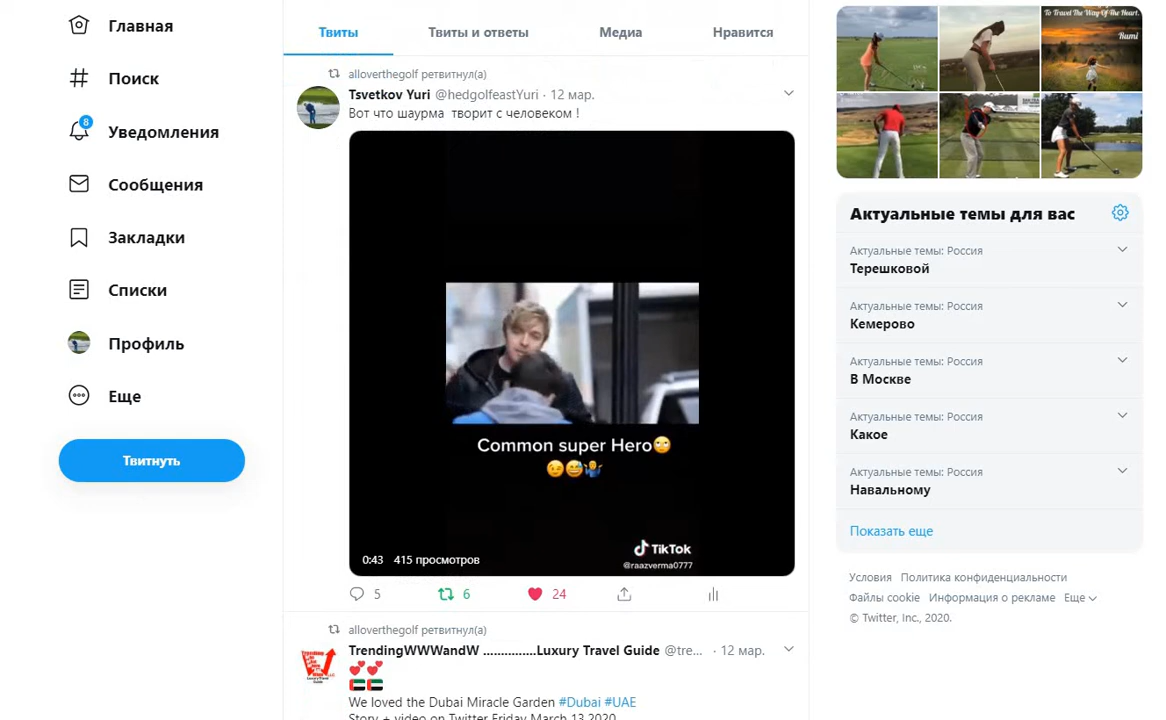 Главная
Поиск
8
Уведомления
Сообщения
Закладки
Списки
Профиль
Еще
Твитнуть
Твиты
Твиты и ответы
Медиа
Нравится
alloverthegolf ретвитнул(а)
Tsvetkov Yuri @hedgolfeastYuri · 12 мар.
Вот что шаурма творит с человеком !
Common super Hero🙄
😉😅🤷‍♂️
TikTok
@raazverma0777
0:43 415 просмотров
5
6
24
alloverthegolf ретвитнул(а)
TrendingWWWandW ...............Luxury Travel Guide @tre... · 12 мар.
💕💕
🇦🇪🇦🇪
We loved the Dubai Miracle Garden #Dubai #UAE
Story + video on Twitter Friday March 13 2020
To Travel The Way Of The Heart.
Rumi
Актуальные темы для вас
Актуальные темы: Россия
Терешковой
Актуальные темы: Россия
Кемерово
Актуальные темы: Россия
В Москве
Актуальные темы: Россия
Какое
Актуальные темы: Россия
Навальному
Показать еще
Условия Политика конфиденциальности
Файлы cookie Информация о рекламе Еще
© Twitter, Inc., 2020.